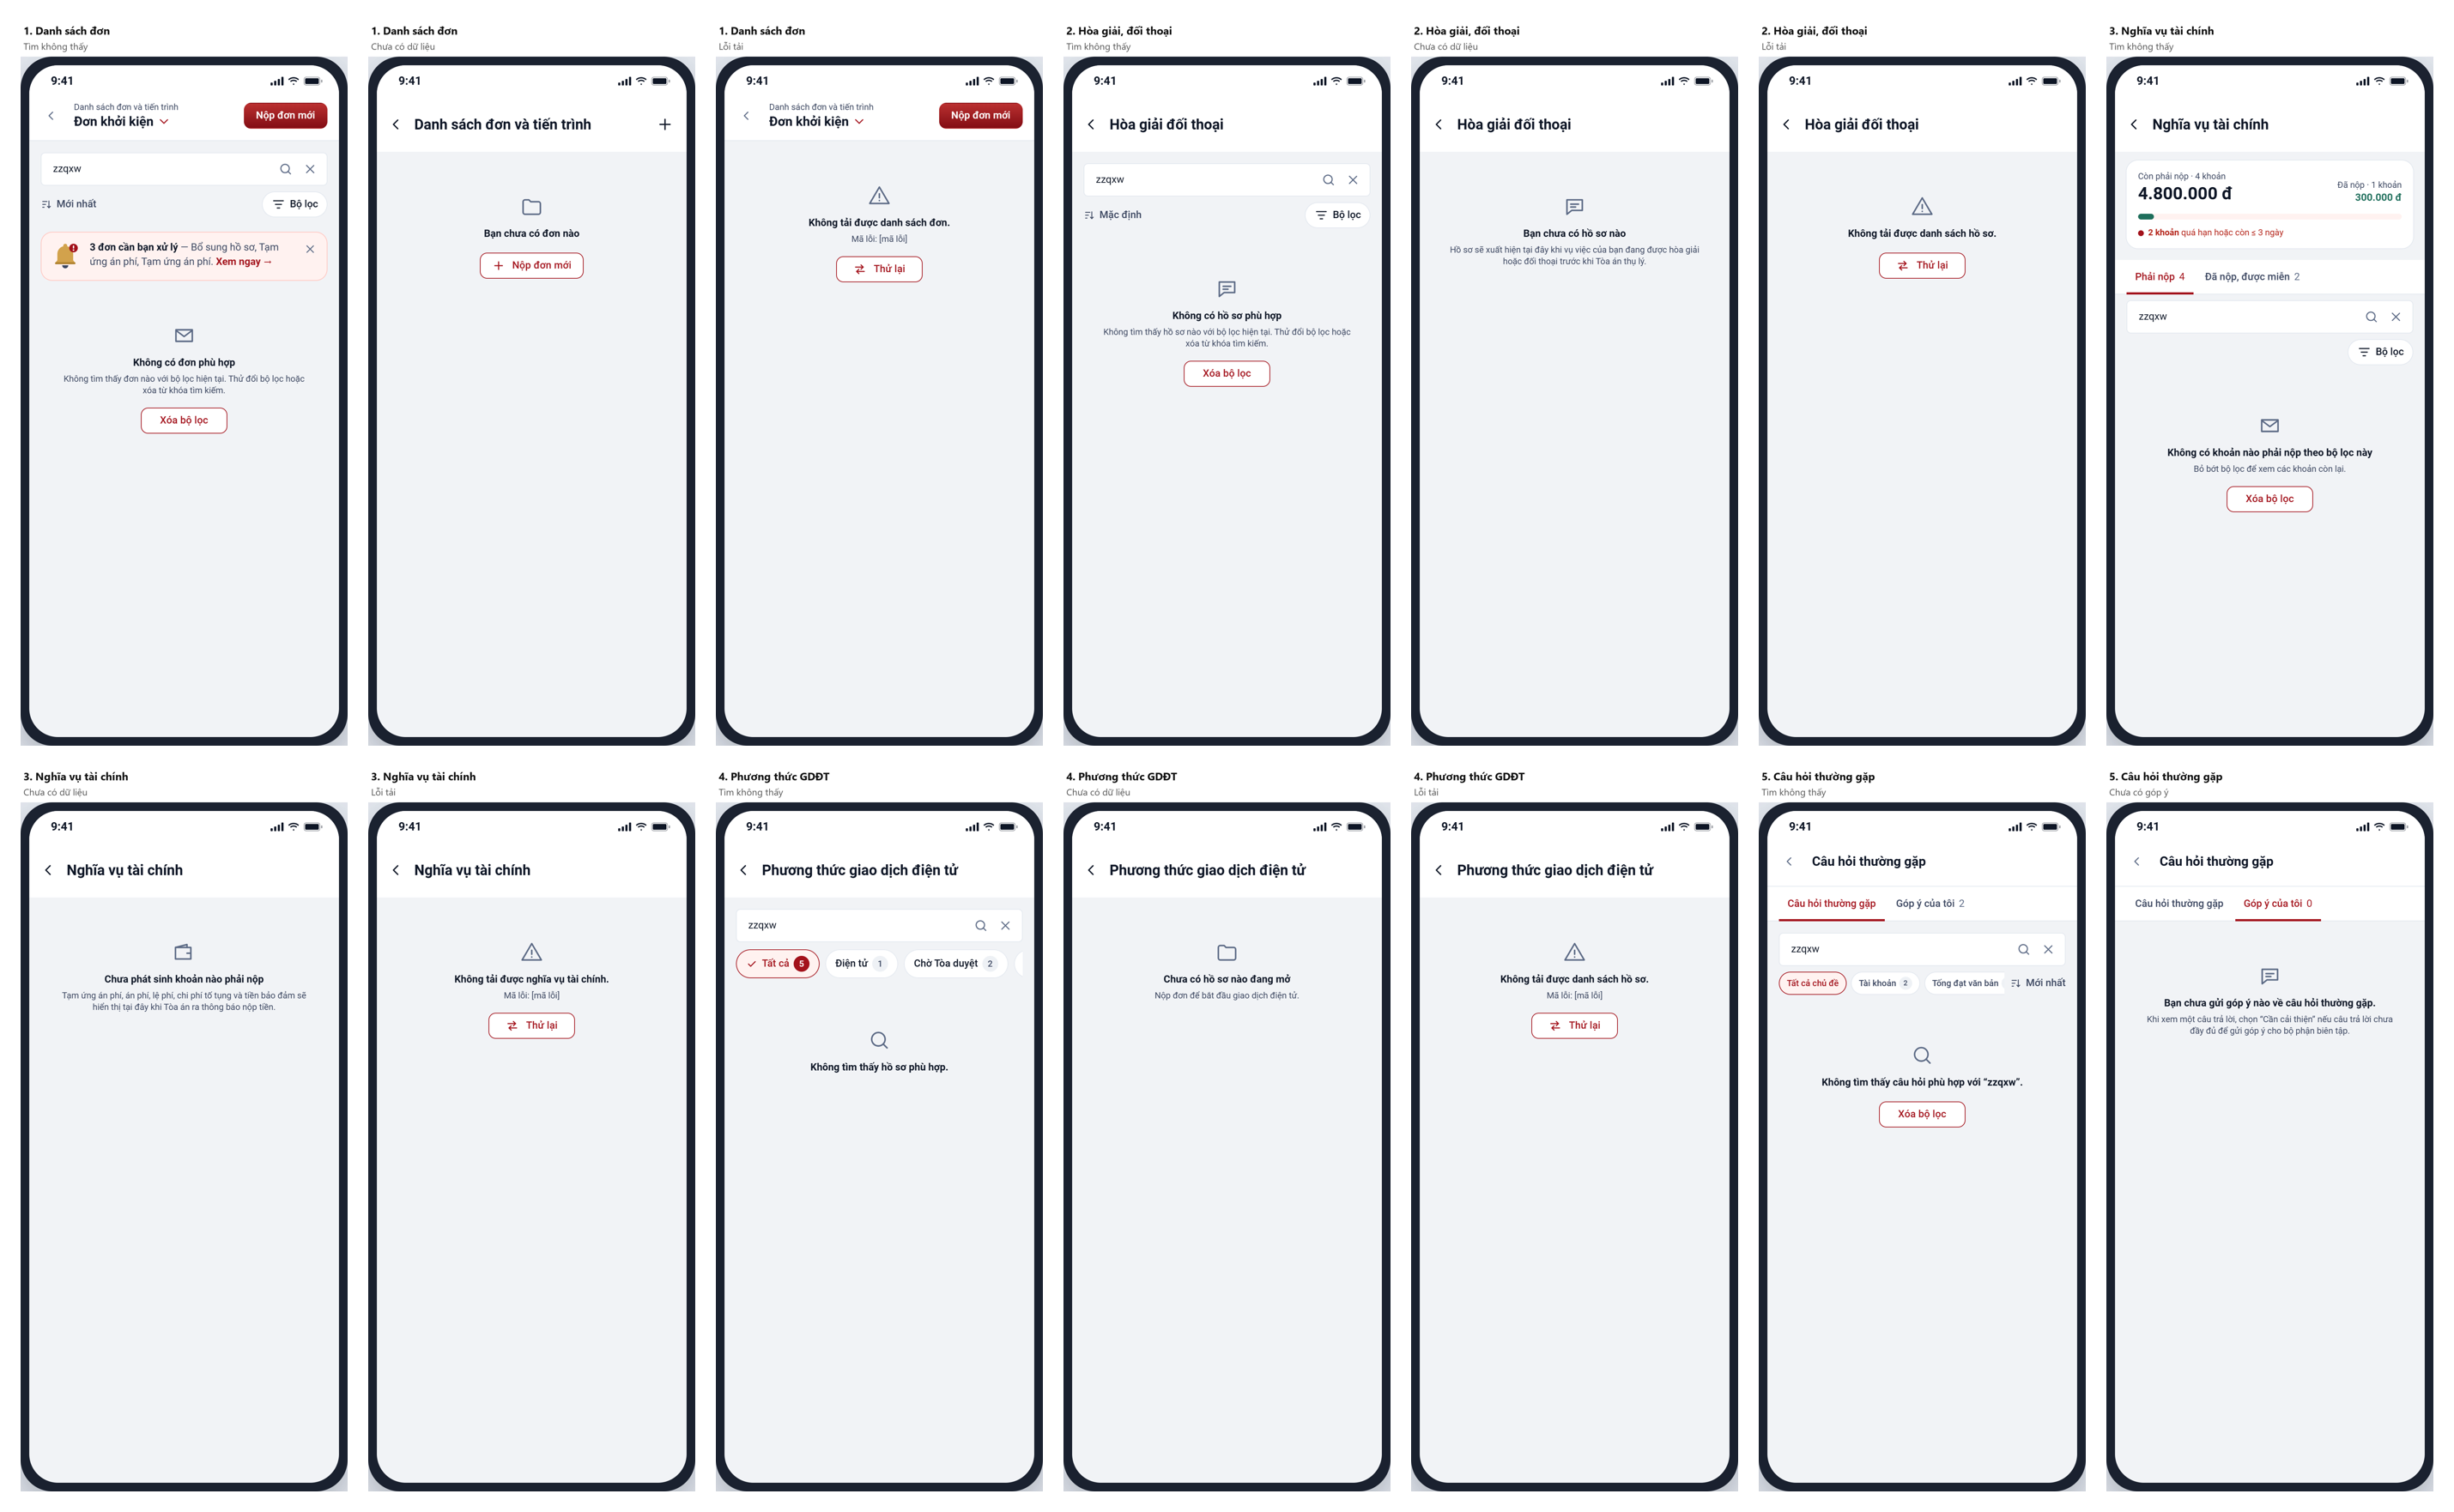 1. Danh sách đơn
Tìm không thấy
9:41
Danh sách đơn và tiến trình
Đơn khởi kiện
Nộp đơn mới
zzqxw
Mới nhất
Bộ lọc
3 đơn cần bạn xử lý — Bổ sung hồ sơ, Tạm
ứng án phí, Tạm ứng án phí. Xem ngay →
Không có đơn phù hợp
Không tìm thấy đơn nào với bộ lọc hiện tại. Thử đổi bộ lọc hoặc
xóa từ khóa tìm kiếm.
Xóa bộ lọc
1. Danh sách đơn
Chưa có dữ liệu
9:41
Danh sách đơn và tiến trình
Bạn chưa có đơn nào
Nộp đơn mới
1. Danh sách đơn
Lỗi tải
9:41
Danh sách đơn và tiến trình
Đơn khởi kiện
Nộp đơn mới
Không tải được danh sách đơn.
Mã lỗi: [mã lỗi]
Thử lại
2. Hòa giải, đối thoại
Tìm không thấy
9:41
Hòa giải đối thoại
zzqxw
Mặc định
Bộ lọc
Không có hồ sơ phù hợp
Không tìm thấy hồ sơ nào với bộ lọc hiện tại. Thử đổi bộ lọc hoặc
xóa từ khóa tìm kiếm.
Xóa bộ lọc
2. Hòa giải, đối thoại
Chưa có dữ liệu
9:41
Hòa giải đối thoại
Bạn chưa có hồ sơ nào
Hồ sơ sẽ xuất hiện tại đây khi vụ việc của bạn đang được hòa giải
hoặc đối thoại trước khi Tòa án thụ lý.
2. Hòa giải, đối thoại
Lỗi tải
9:41
Hòa giải đối thoại
Không tải được danh sách hồ sơ.
Thử lại
3. Nghĩa vụ tài chính
Tìm không thấy
9:41
Nghĩa vụ tài chính
Còn phải nộp · 4 khoản
4.800.000 đ
Đã nộp · 1 khoản
300.000 đ
2 khoản quá hạn hoặc còn ≤ 3 ngày
Phải nộp 4
Đã nộp, được miễn 2
zzqxw
Bộ lọc
Không có khoản nào phải nộp theo bộ lọc này
Bỏ bớt bộ lọc để xem các khoản còn lại.
Xóa bộ lọc
3. Nghĩa vụ tài chính
Chưa có dữ liệu
9:41
Nghĩa vụ tài chính
Chưa phát sinh khoản nào phải nộp
Tạm ứng án phí, án phí, lệ phí, chi phí tố tụng và tiền bảo đảm sẽ
hiển thị tại đây khi Tòa án ra thông báo nộp tiền.
3. Nghĩa vụ tài chính
Lỗi tải
9:41
Nghĩa vụ tài chính
Không tải được nghĩa vụ tài chính.
Mã lỗi: [mã lỗi]
Thử lại
4. Phương thức GDĐT
Tìm không thấy
9:41
Phương thức giao dịch điện tử
zzqxw
Tất cả 5
Điện tử 1
Chờ Tòa duyệt 2
Không tìm thấy hồ sơ phù hợp.
4. Phương thức GDĐT
Chưa có dữ liệu
9:41
Phương thức giao dịch điện tử
Chưa có hồ sơ nào đang mở
Nộp đơn để bắt đầu giao dịch điện tử.
4. Phương thức GDĐT
Lỗi tải
9:41
Phương thức giao dịch điện tử
Không tải được danh sách hồ sơ.
Mã lỗi: [mã lỗi]
Thử lại
5. Câu hỏi thường gặp
Tìm không thấy
9:41
Câu hỏi thường gặp
Câu hỏi thường gặp
Góp ý của tôi 2
zzqxw
Tất cả chủ đề
Tài khoản 2
Tống đạt văn bản
Mới nhất
Không tìm thấy câu hỏi phù hợp với “zzqxw”.
Xóa bộ lọc
5. Câu hỏi thường gặp
Chưa có góp ý
9:41
Câu hỏi thường gặp
Câu hỏi thường gặp
Góp ý của tôi 0
Bạn chưa gửi góp ý nào về câu hỏi thường gặp.
Khi xem một câu trả lời, chọn “Cần cải thiện” nếu câu trả lời chưa
đầy đủ để gửi góp ý cho bộ phận biên tập.